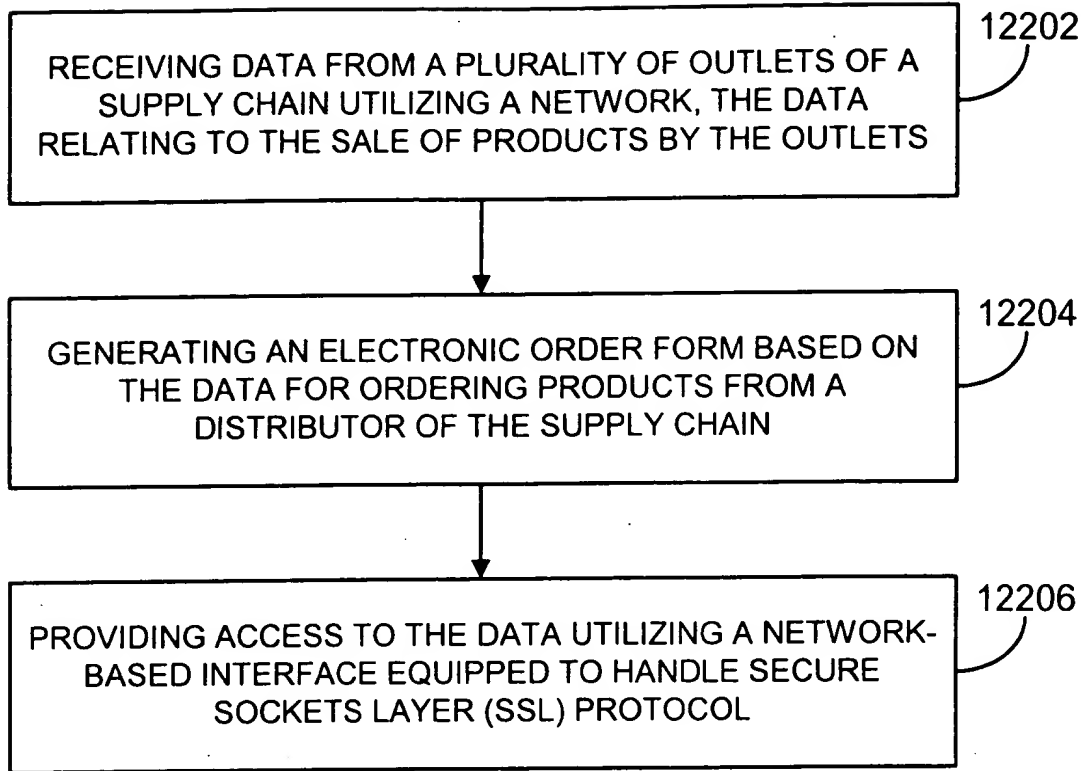 12202
RECEIVING DATA FROM A PLURALITY OF OUTLETS OF A
SUPPLY CHAIN UTILIZING A NETWORK, THE DATA
RELATING TO THE SALE OF PRODUCTS BY THE OUTLETS
12204
GENERATING AN ELECTRONIC ORDER FORM BASED ON
THE DATA FOR ORDERING PRODUCTS FROM A
DISTRIBUTOR OF THE SUPPLY CHAIN
12206
PROVIDING ACCESS TO THE DATA UTILIZING A NETWORK-
BASED INTERFACE EQUIPPED TO HANDLE SECURE
SOCKETS LAYER (SSL) PROTOCOL